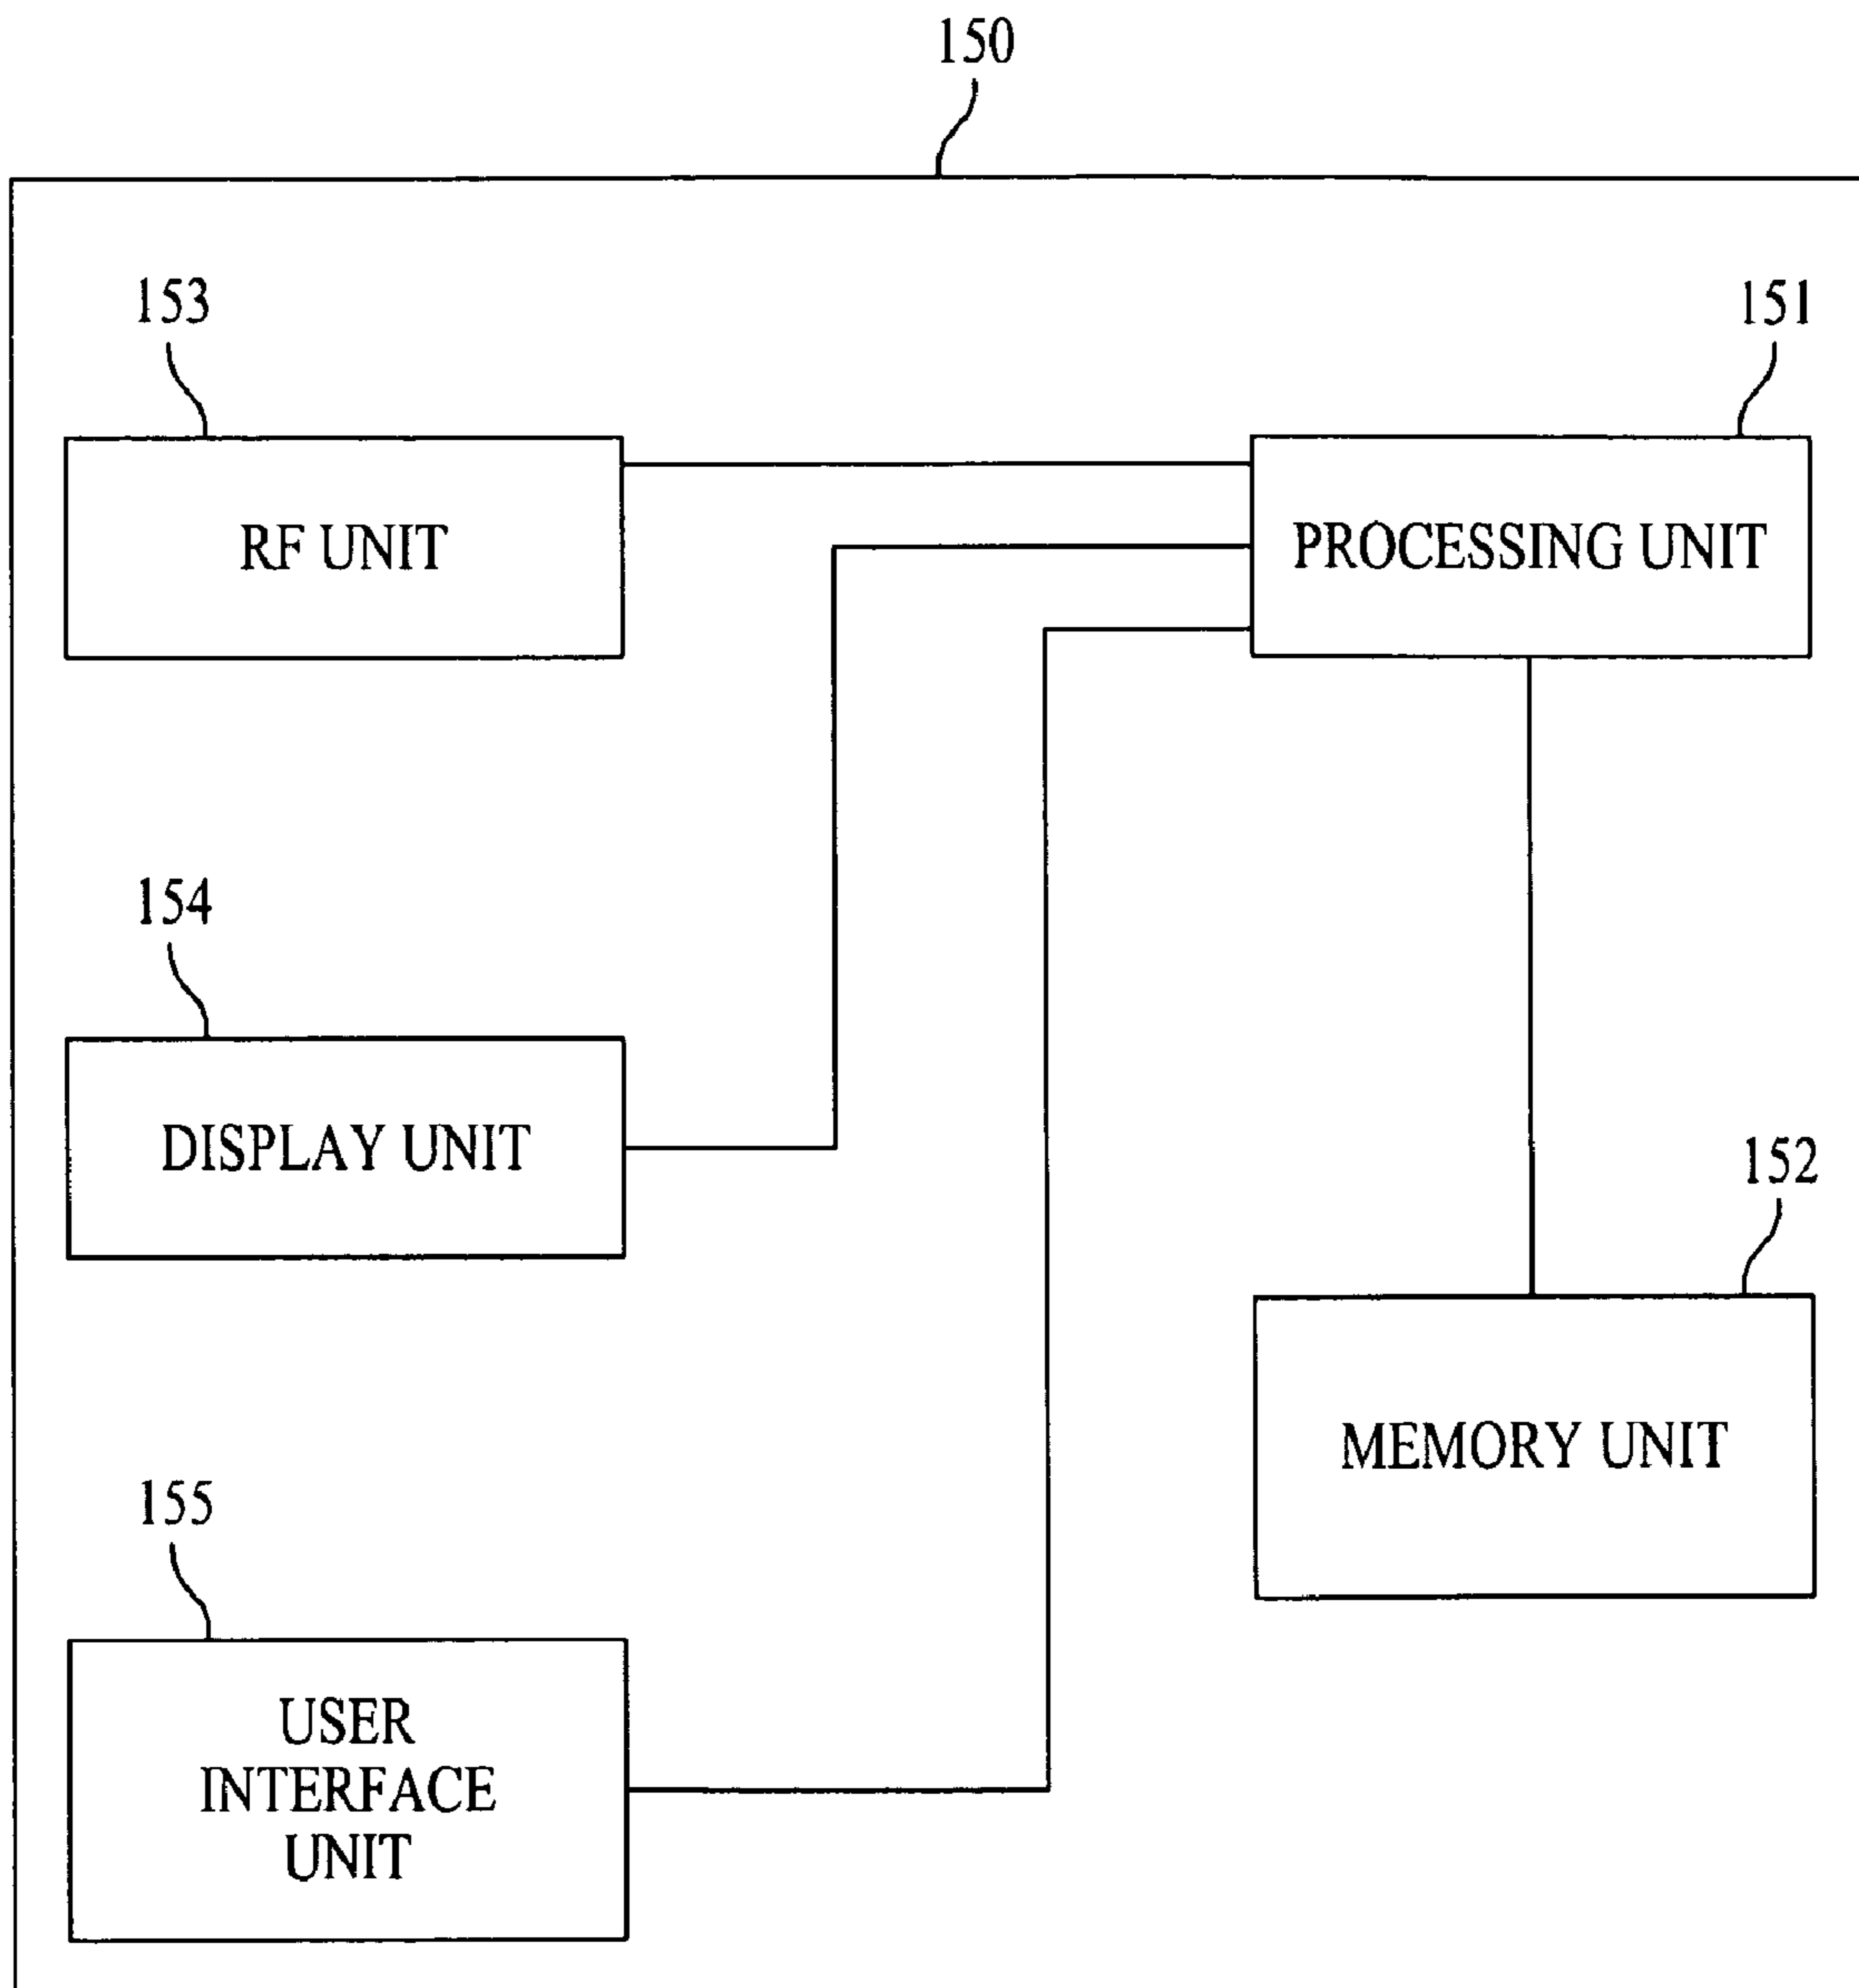 150
153
151
RF UNIT
PROCESSING UNIT
154
DISPLAY UNIT
152
MEMORY UNIT
155
USER
INTERFACE
UNIT